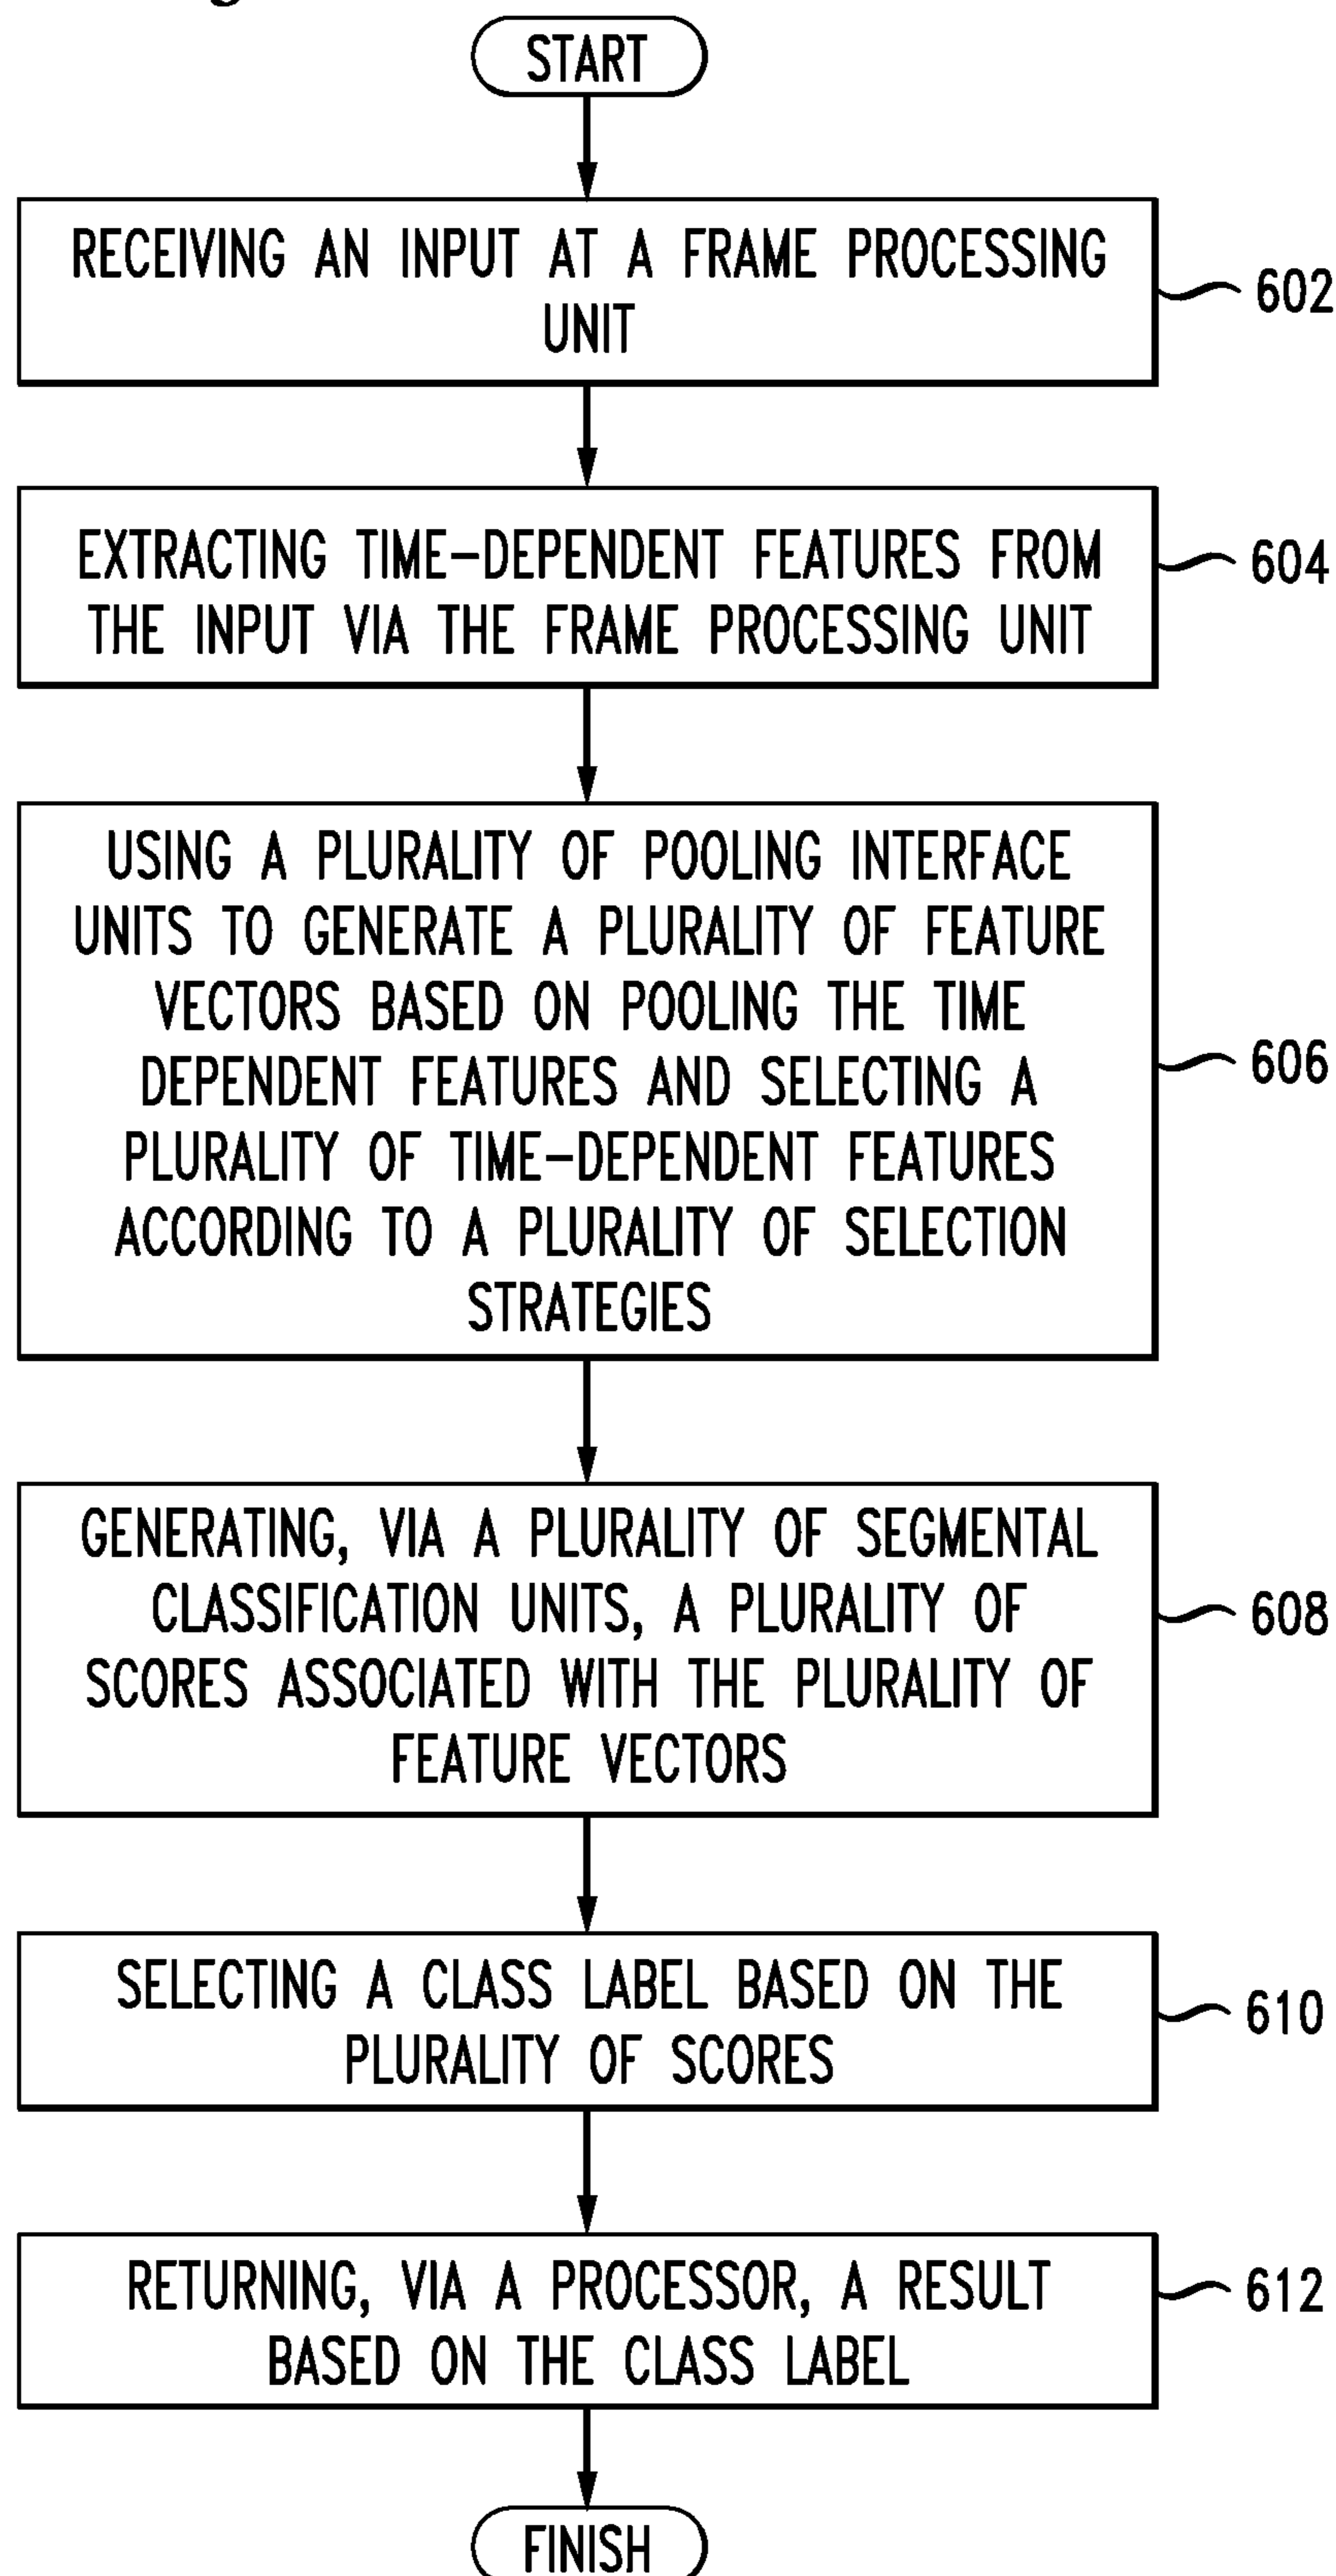 START
RECEIVING AN INPUT AT A FRAME PROCESSING
UNIT
602
EXTRACTING TIME-DEPENDENT FEATURES FROM
THE INPUT VIA THE FRAME PROCESSING UNIT
604
USING A PLURALITY OF POOLING INTERFACE
UNITS TO GENERATE A PLURALITY OF FEATURE
VECTORS BASED ON POOLING THE TIME
DEPENDENT FEATURES AND SELECTING A
PLURALITY OF TIME-DEPENDENT FEATURES
ACCORDING TO A PLURALITY OF SELECTION
STRATEGIES
606
GENERATING, VIA A PLURALITY OF SEGMENTAL
CLASSIFICATION UNITS, A PLURALITY OF
SCORES ASSOCIATED WITH THE PLURALITY OF
FEATURE VECTORS
608
SELECTING A CLASS LABEL BASED ON THE
PLURALITY OF SCORES
610
RETURNING, VIA A PROCESSOR, A RESULT
BASED ON THE CLASS LABEL
612
FINISH